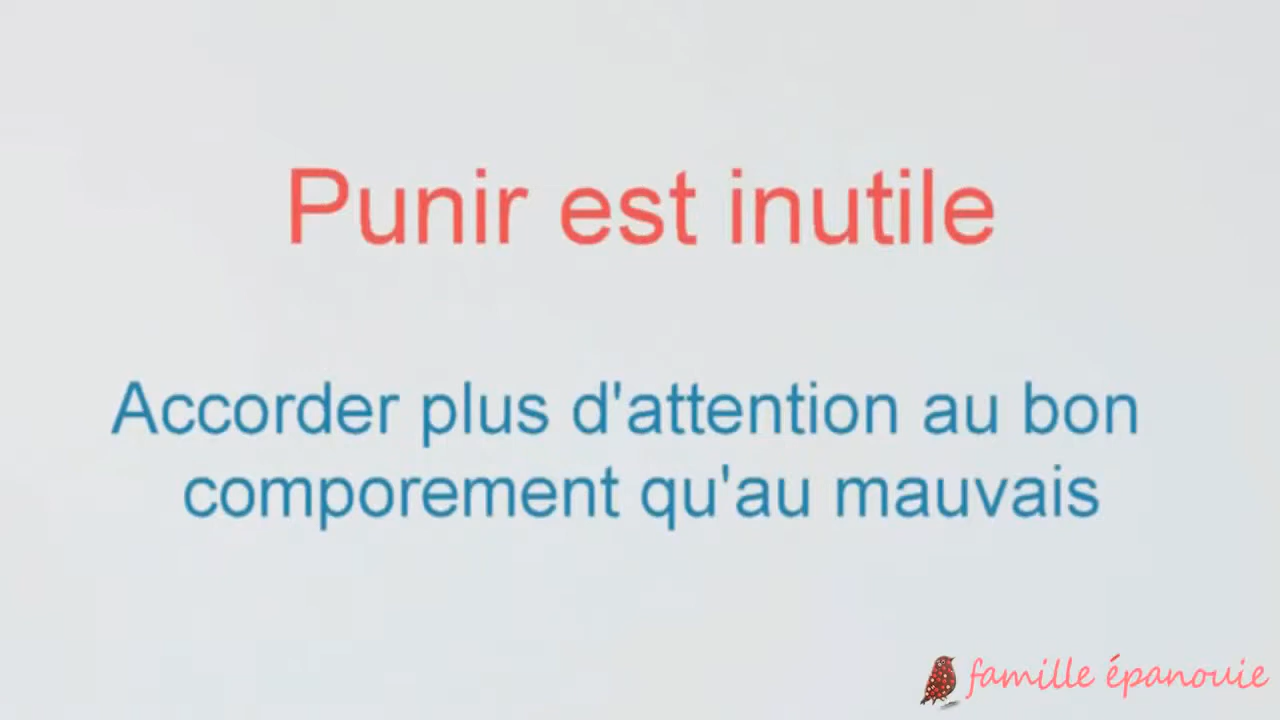 Punir est inutile
Accorder plus d'attention au bon
comporement qu'au mauvais
famille épanouie